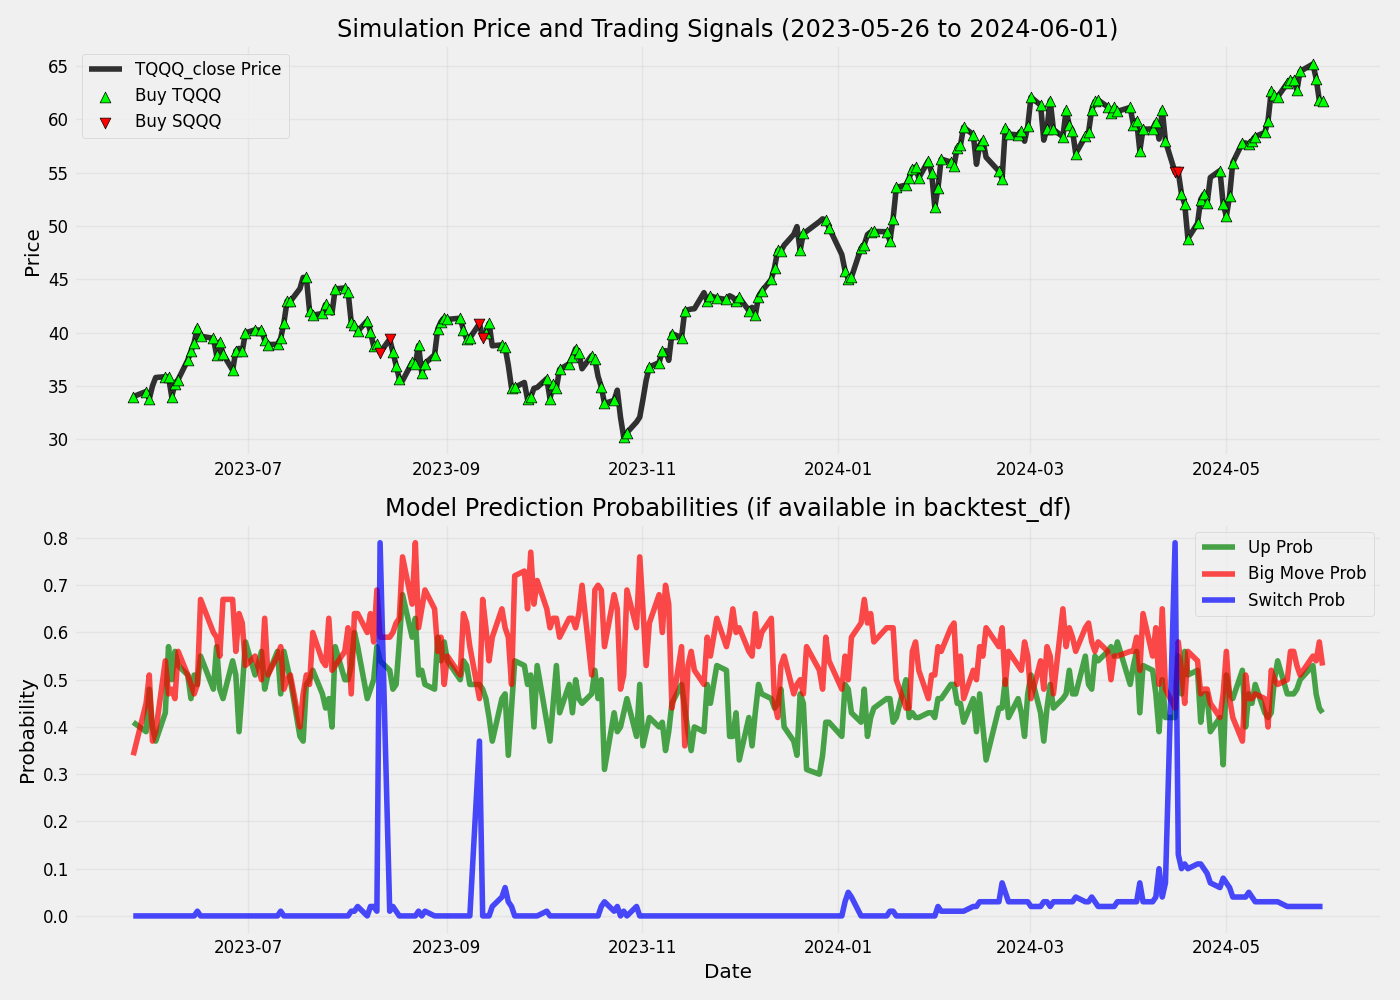 Simulation Price and Trading Signals (2023-05-26 to 2024-06-01)
TQQQ_close Price
Buy TQQQ
Buy SQQQ
Price
65
60
55
50
45
40
35
30
2023-07
2023-09
2023-11
2024-01
2024-03
2024-05
Model Prediction Probabilities (if available in backtest_df)
Up Prob
Big Move Prob
Switch Prob
Probability
0.8
0.7
0.6
0.5
0.4
0.3
0.2
0.1
0.0
2023-07
2023-09
2023-11
2024-01
2024-03
2024-05
Date